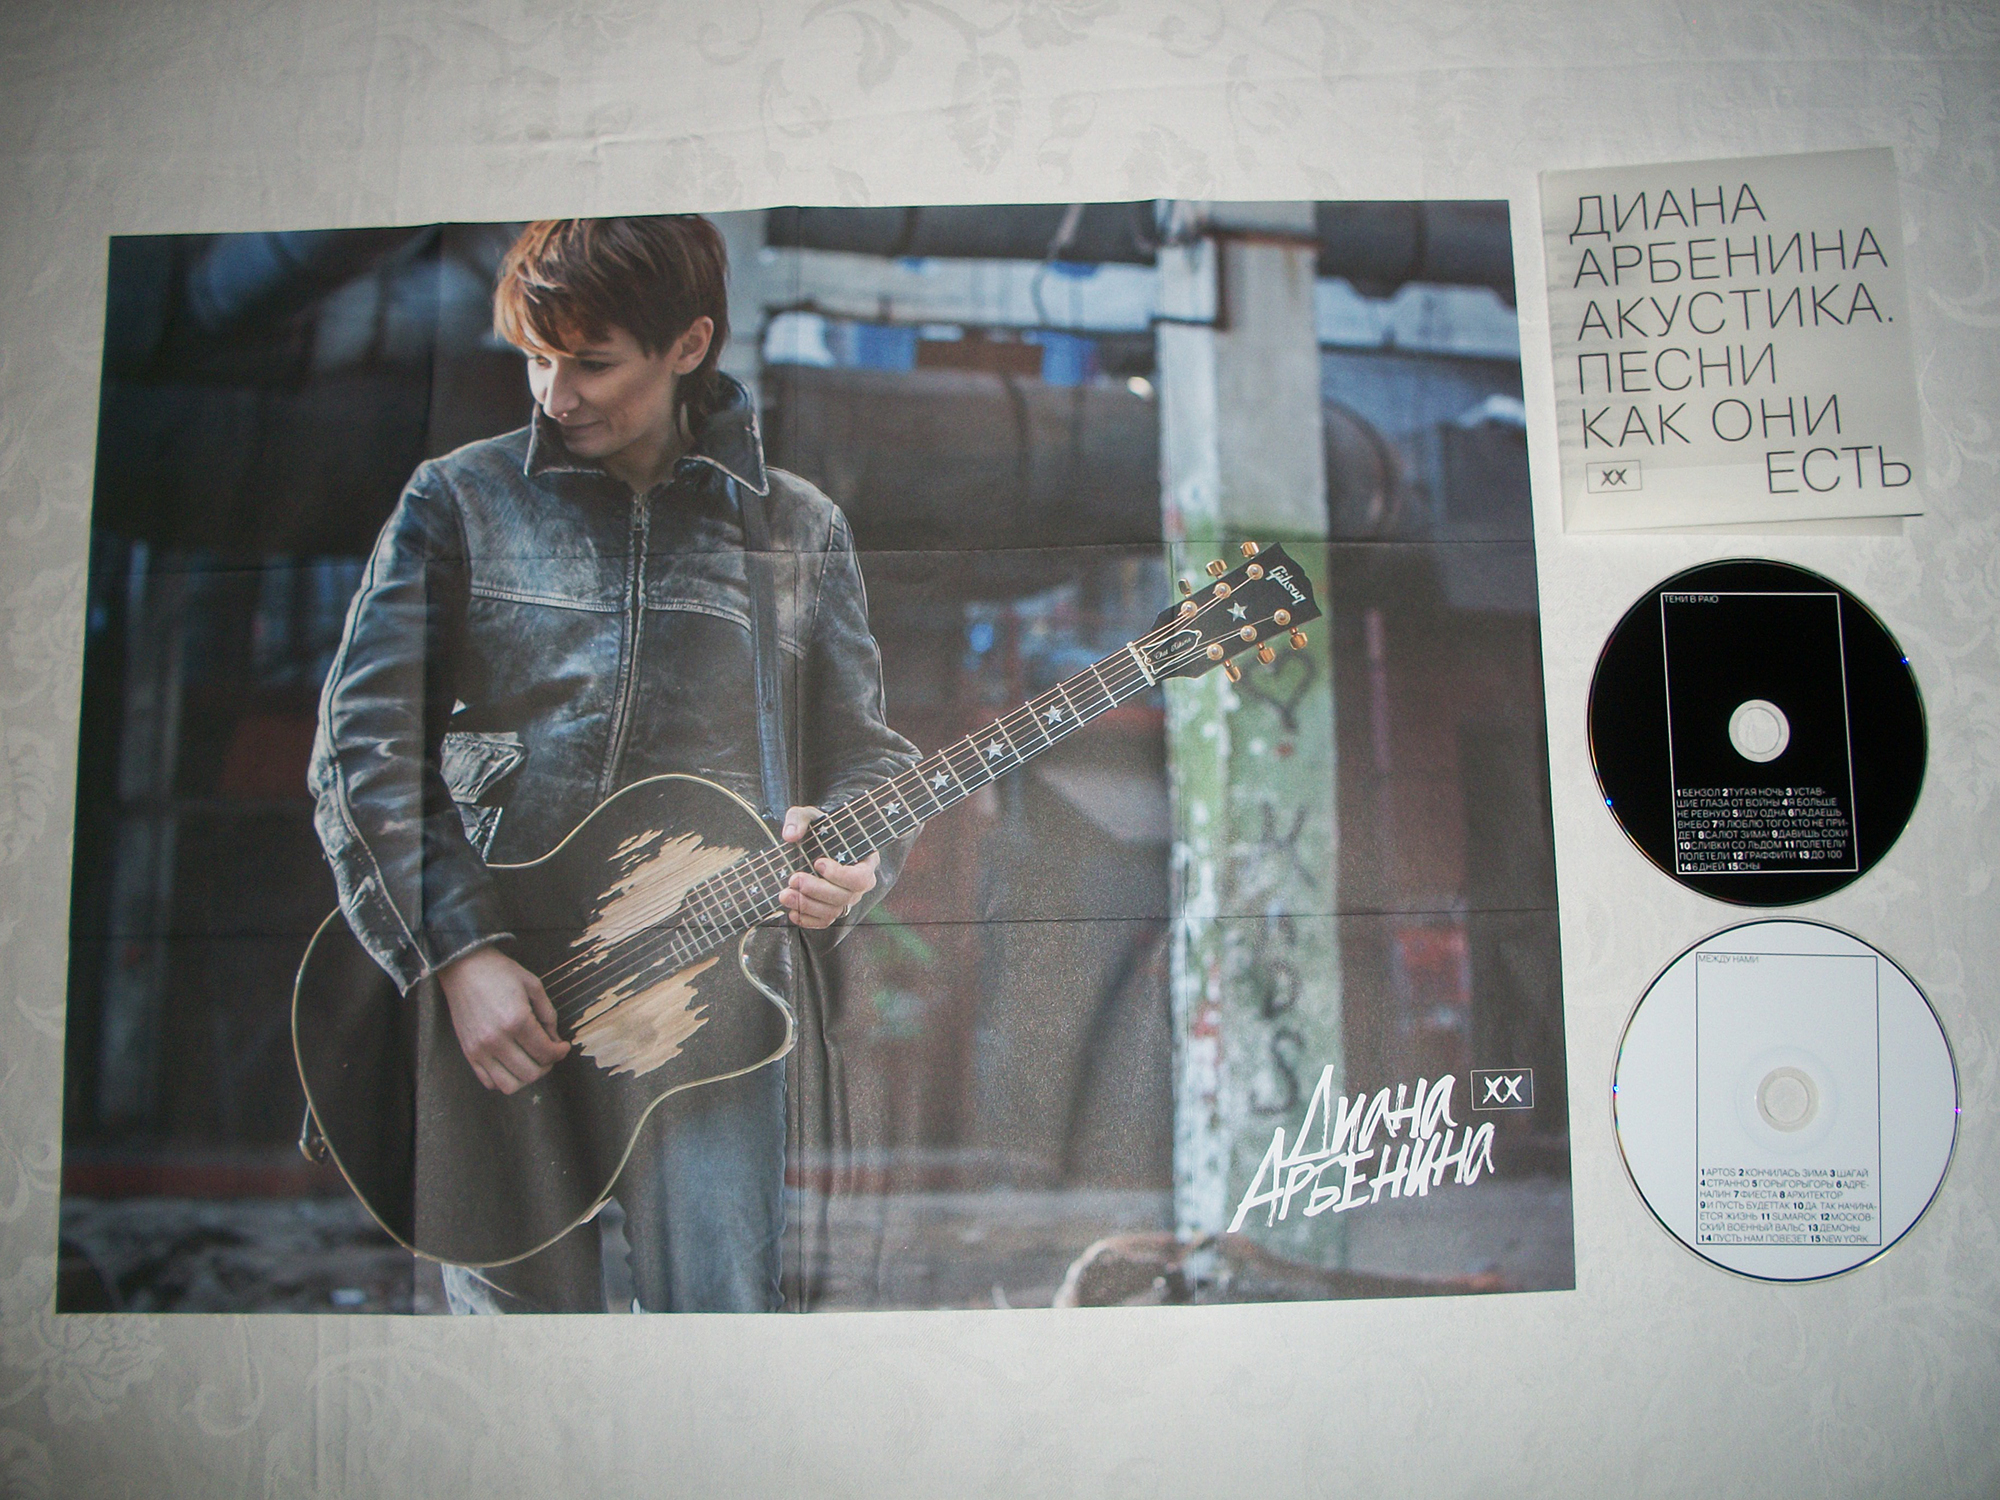 ДИАНА
АРБЕНИНА
АКУСТИКА.
ПЕСНИ
КАК ОНИ
ЕСТЬ
XX
Gibson
Chet Atkins
Диана
Арбенина
XX
ТЕНИ В РАЮ
1 БЕНЗОЛ 2 ТУГАЯ НОЧЬ 3 УСТАВ-
ШИЕ ГЛАЗА ОТ ВОЙНЫ 4 Я БОЛЬШЕ
НЕ РЕВНУЮ 5 ИДУ ОДНА 6 ПАДАЕШЬ
ВНЕБО 7 Я ЛЮБЛЮ ТОГО КТО НЕ ПРИ-
ДЕТ 8 САЛЮТ ЗИМА! 9 ДАВИШЬ СОКИ
10 СЛИВКИ СО ЛЬДОМ 11 ПОЛЕТЕЛИ
ПОЛЕТЕЛИ 12 ГРАФФИТИ 13 ДО 100
14 6 ДНЕЙ 15 СНЫ
МЕЖДУ НАМИ
1 APTOS 2 КОНЧИЛАСЬ ЗИМА 3 ШАГАЙ
4 СТРАННО 5 ГОРЫГОРЫГОРЫ 6 АДРЕ-
НАЛИН 7 ФИЕСТА 8 АРХИТЕКТОР
9 И ПУСТЬ БУДЕТТАК 10 ДА ТАК НАЧИНА-
ЕТСЯ ЖИЗНЬ 11 SUMAROK 12 МОСКОВ-
СКИЙ ВОЕННЫЙ ВАЛЬС 13 ДЕМОНЫ
14 ПУСТЬ НАМ ПОВЕЗЕТ 15 NEW YORK